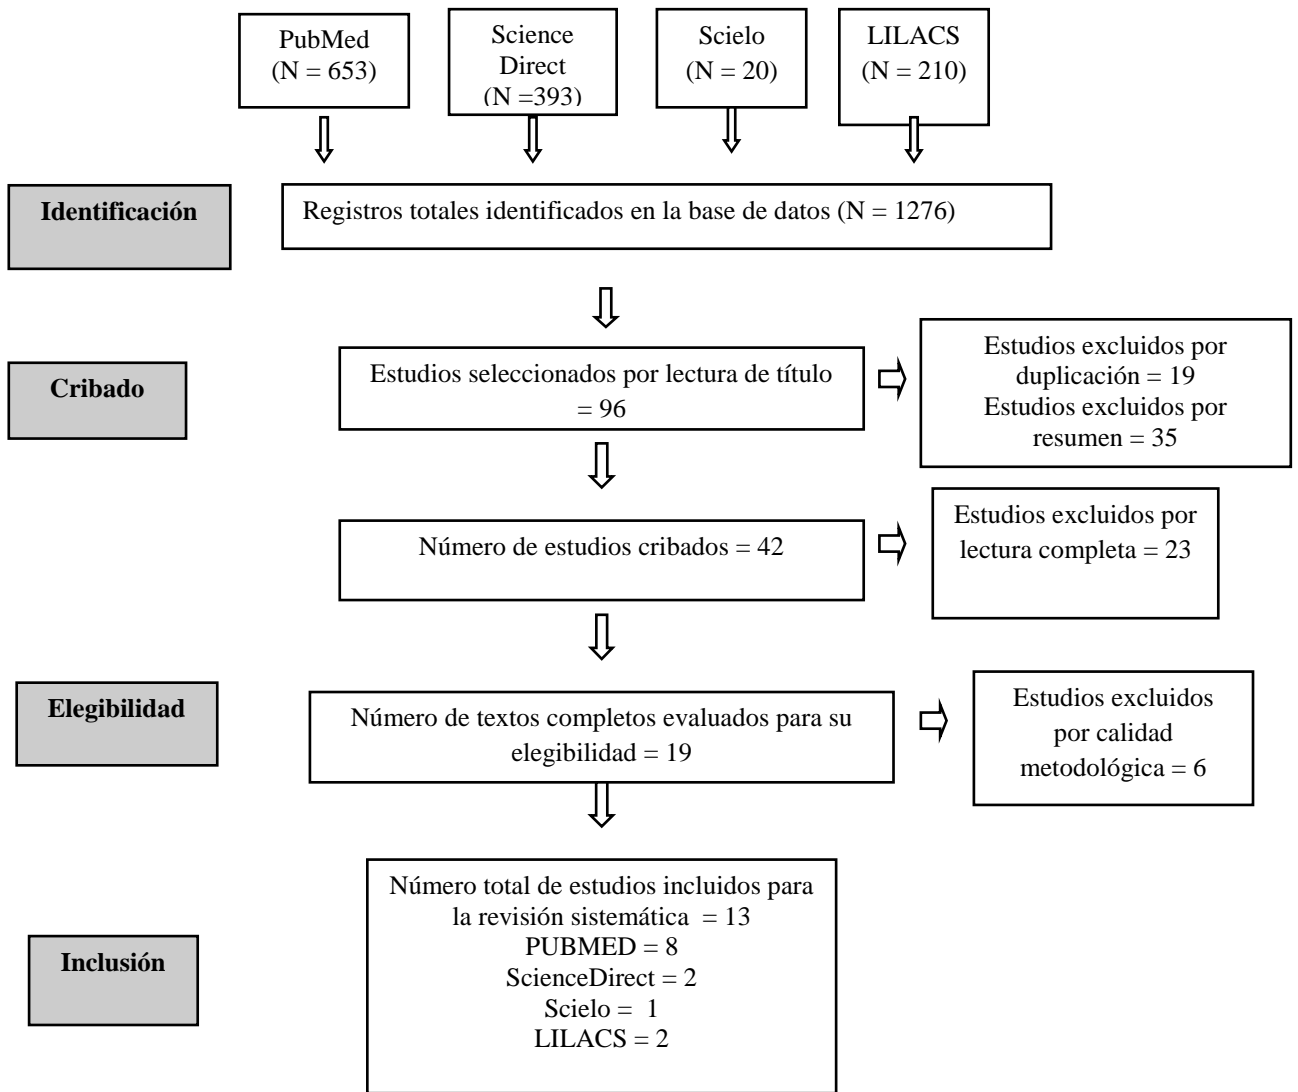 PubMed
(N = 653)
Science
Direct
(N =393)
Scielo
(N = 20)
LILACS
(N = 210)
Identificación
Registros totales identificados en la base de datos (N = 1276)
Cribado
Estudios seleccionados por lectura de título
= 96
Estudios excluidos por
duplicación = 19
Estudios excluidos por
resumen = 35
Número de estudios cribados = 42
Estudios excluidos por
lectura completa = 23
Elegibilidad
Número de textos completos evaluados para su
elegibilidad = 19
Estudios excluidos
por calidad
metodológica = 6
Inclusión
Número total de estudios incluidos para
la revisión sistemática  = 13
PUBMED = 8
ScienceDirect = 2
Scielo =  1
LILACS = 2